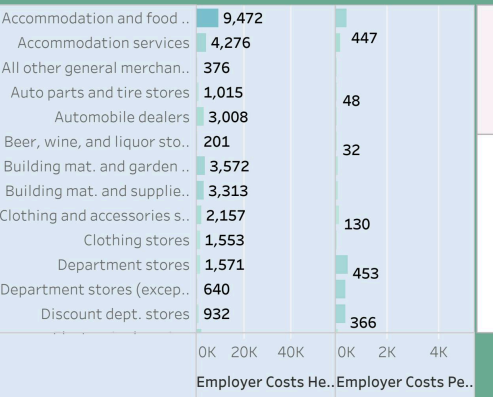 Accommodation and food .. 9,472
Accommodation services 4,276 447
All other general merchan.. 376
Auto parts and tire stores 1,015 48
Automobile dealers 3,008
Beer, wine, and liquor sto.. 201 32
Building mat. and garden .. 3,572
Building mat. and supplie.. 3,313
Clothing and accessories s.. 2,157 130
Clothing stores 1,553
Department stores 1,571 453
Department stores (excep.. 640
Discount dept. stores 932 366
0K 20K 40K 0K 2K 4K
Employer Costs He.. Employer Costs Pe..